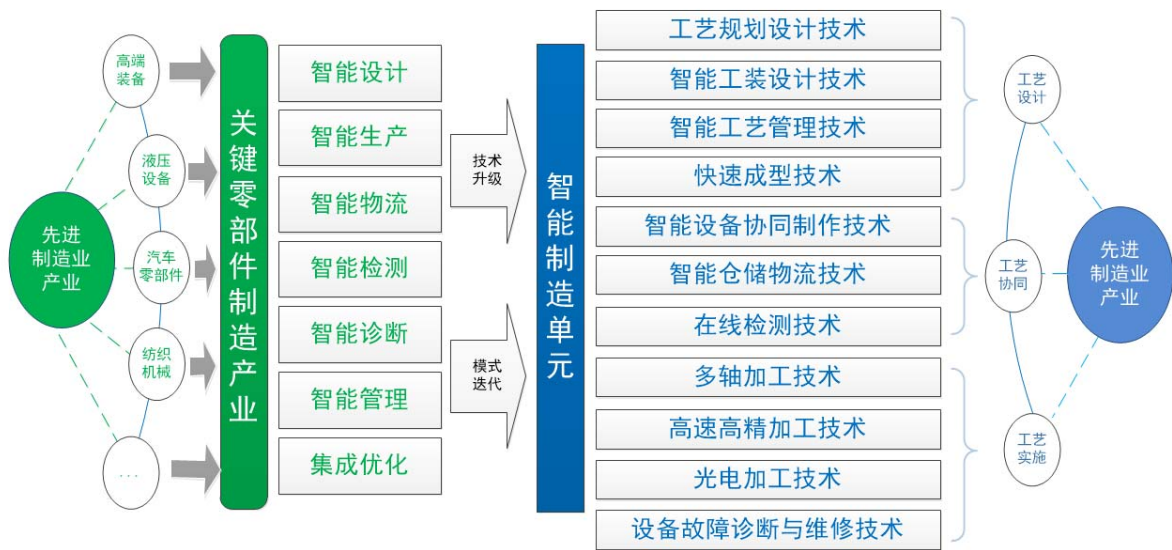 先进
制造业
产业
高端
装备
液压
设备
汽车
零部件
纺织
机械
...
关键零部件制造产业
智能设计
智能生产
智能物流
智能检测
智能诊断
智能管理
集成优化
技术
升级
模式
迭代
智能制造单元
工艺规划设计技术
智能工装设计技术
智能工艺管理技术
快速成型技术
智能设备协同制作技术
智能仓储物流技术
在线检测技术
多轴加工技术
高速高精加工技术
光电加工技术
设备故障诊断与维修技术
工艺
设计
工艺
协同
工艺
实施
先进
制造业
产业